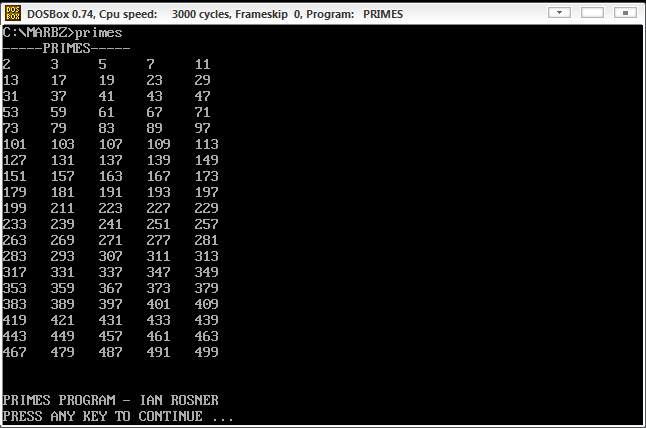 DOS BOX DOSBox 0.74, Cpu speed: 3000 cycles, Frameskip 0, Program: PRIMES
C:\MARBZ>primes
-----PRIMES-----
2 3 5 7 11
13 17 19 23 29
31 37 41 43 47
53 59 61 67 71
73 79 83 89 97
101 103 107 109 113
127 131 137 139 149
151 157 163 167 173
179 181 191 193 197
199 211 223 227 229
233 239 241 251 257
263 269 271 277 281
283 293 307 311 313
317 331 337 347 349
353 359 367 373 379
383 389 397 401 409
419 421 431 433 439
443 449 457 461 463
467 479 487 491 499
PRIMES PROGRAM - IAN ROSNER
PRESS ANY KEY TO CONTINUE ...